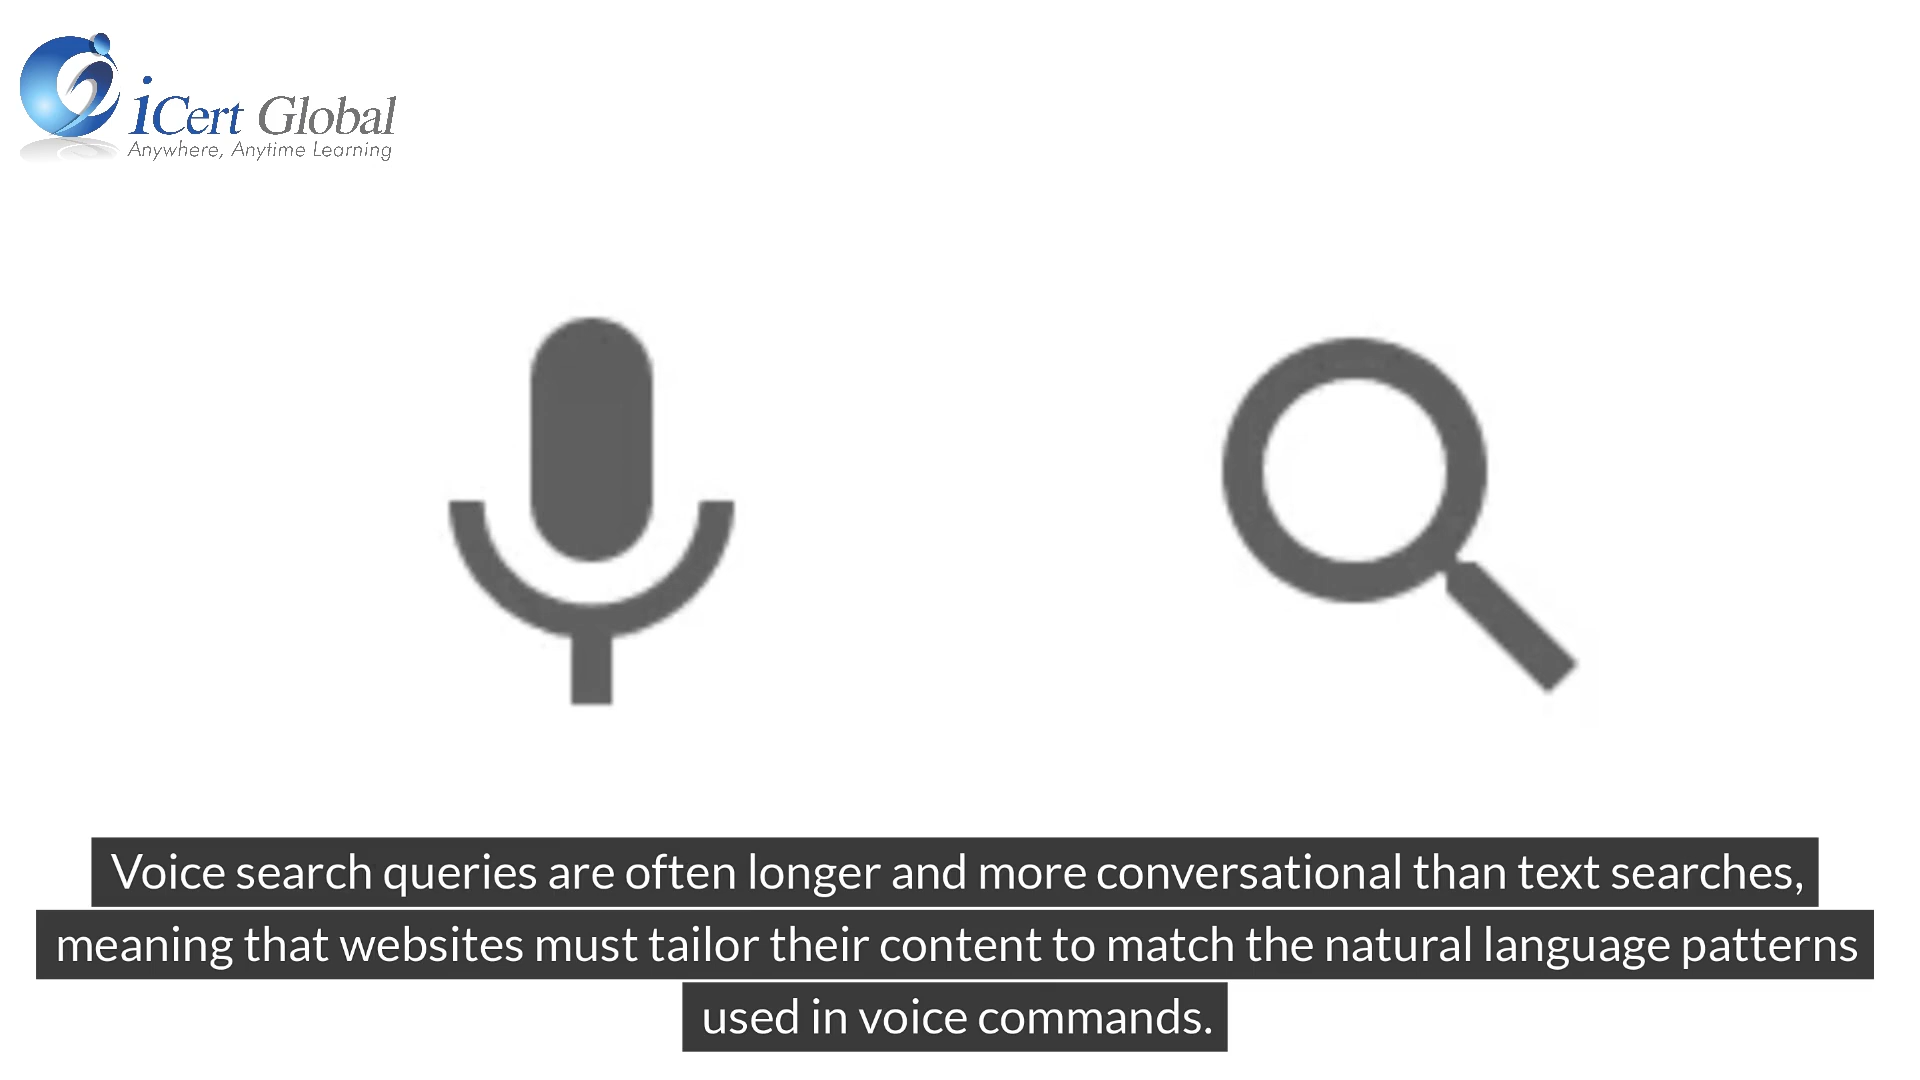 iCert Global
Anywhere, Anytime Learning
Voice search queries are often longer and more conversational than text searches,
meaning that websites must tailor their content to match the natural language patterns
used in voice commands.